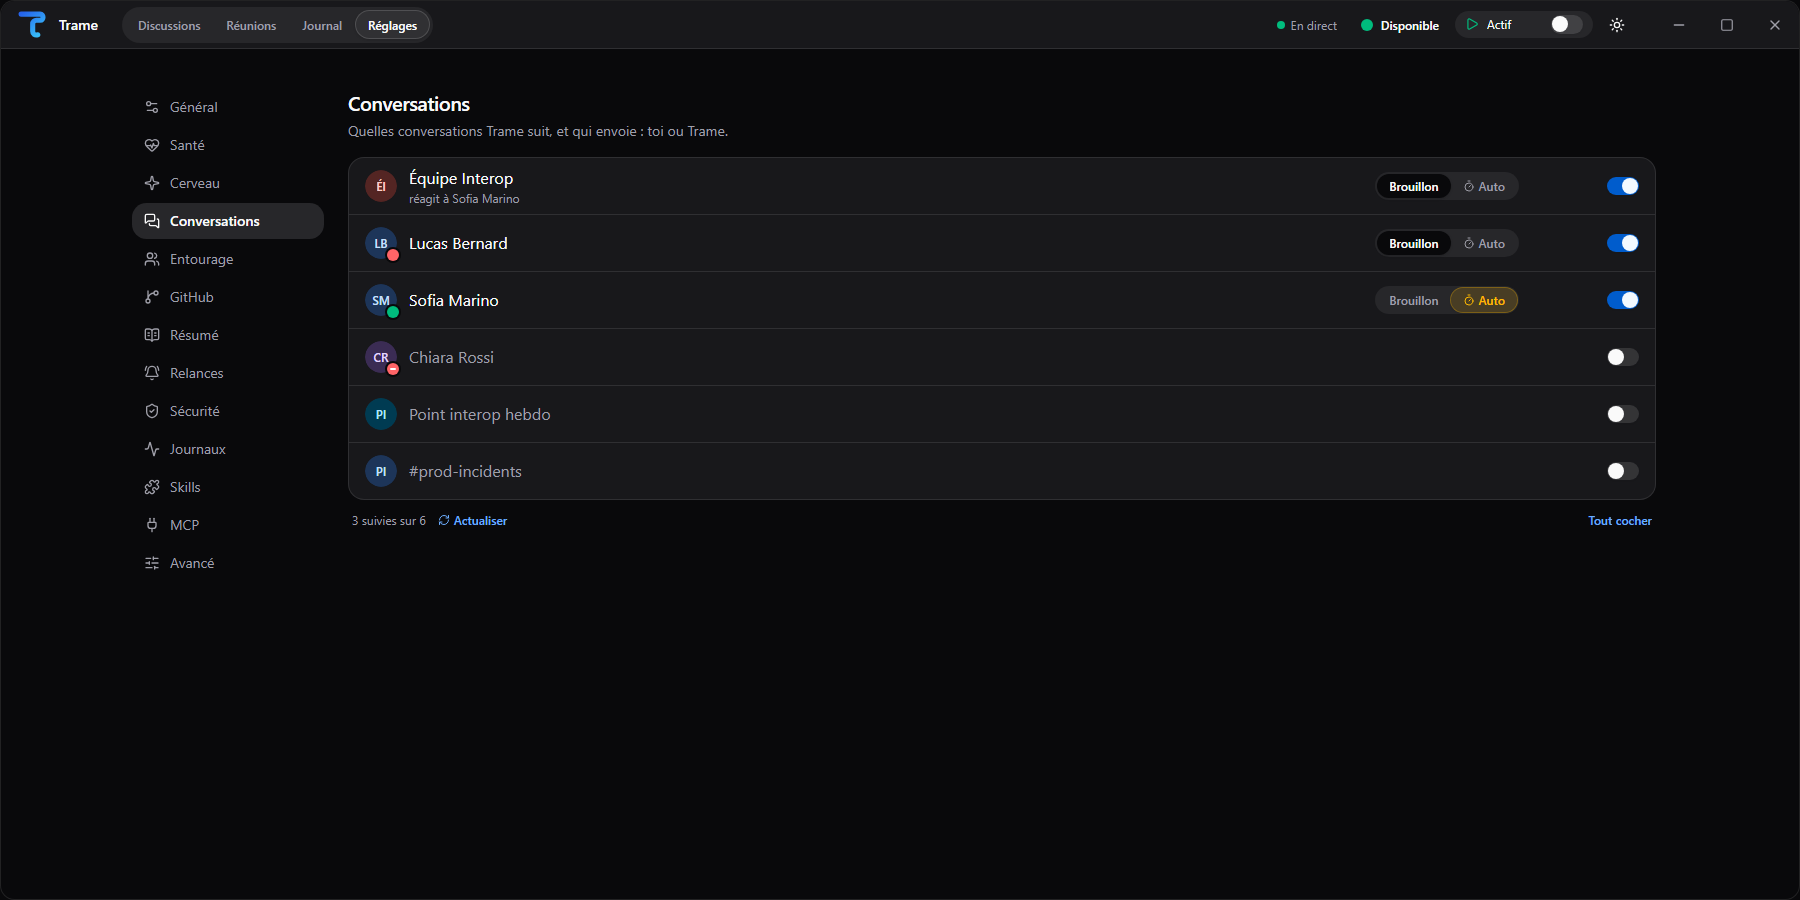 Trame
Discussions Réunions Journal Réglages
En direct Disponible Actif
Général
Santé
Cerveau
Conversations
Entourage
GitHub
Résumé
Relances
Sécurité
Journaux
Skills
MCP
Avancé
Conversations
Quelles conversations Trame suit, et qui envoie : toi ou Trame.
ÉI Équipe Interop Brouillon Auto
réagit à Sofia Marino
LB Lucas Bernard Brouillon Auto
SM Sofia Marino Brouillon Auto
CR Chiara Rossi
PI Point interop hebdo
PI #prod-incidents
3 suivies sur 6 Actualiser Tout cocher